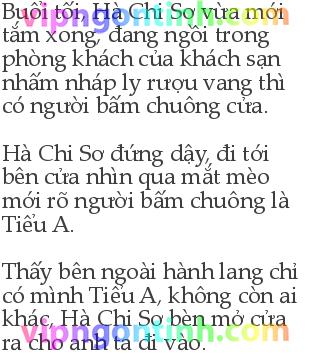 Buổi tối, Hà Chi Sơ vừa mới
vipngontinh.com
tắm xong, đang ngồi trong
phòng khách của khách sạn
nhấm nháp ly rượu vang thì
có người bấm chuông cửa.
Hà Chi Sơ đứng dậy, đi tới
bên cửa nhìn qua mắt mèo
mới rõ người bấm chuông là
Tiểu A.
vipngontinh.com
Thấy bên ngoài hành lang chỉ
có mình Tiểu A, không còn ai
khác, Hà Chi Sơ bèn mở cửa
vipngontinh.com
ra cho anh ta đi vào.